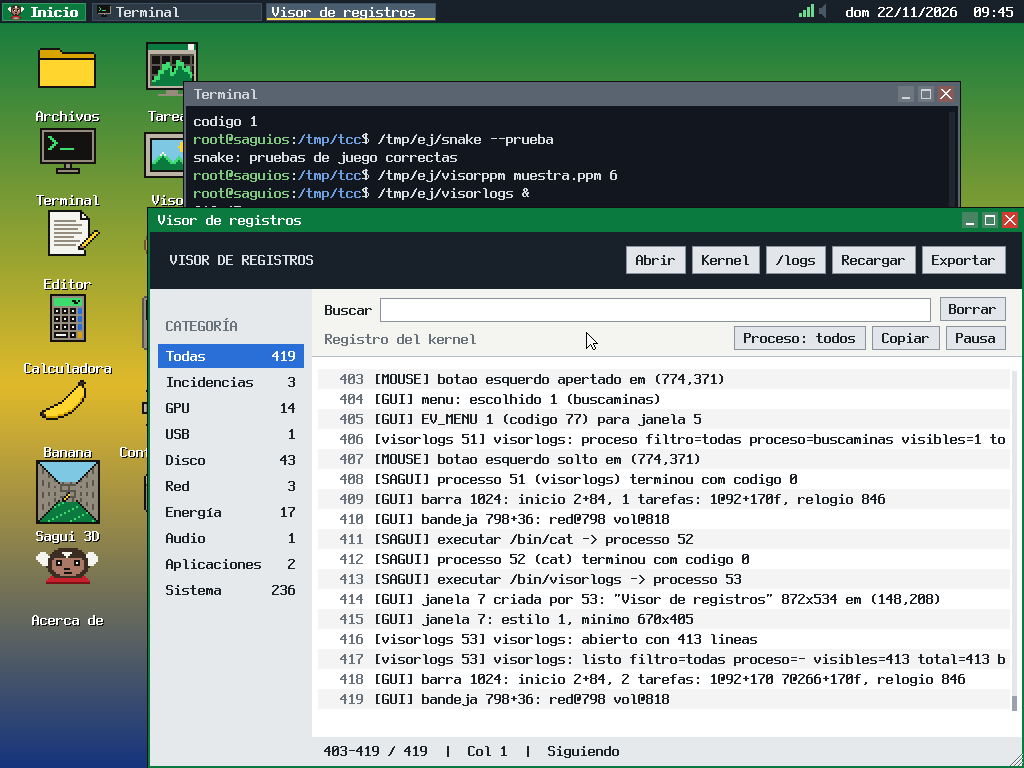 Inicio Terminal Visor de registros dom 22/11/2026 09:45
Archivos
Terminal
Editor
Calculadora
Banana
Sagui 3D
Acerca de
Terminal
codigo 1
root@saguios:/tmp/tcc$ /tmp/ej/snake --prueba
snake: pruebas de juego correctas
root@saguios:/tmp/tcc$ /tmp/ej/visorppm muestra.ppm 6
root@saguios:/tmp/tcc$ /tmp/ej/visorlogs &
Visor de registros
VISOR DE REGISTROS Abrir Kernel /logs Recargar Exportar
Buscar Borrar
Registro del kernel Proceso: todos Copiar Pausa
CATEGORÍA
Todas 419
Incidencias 3
GPU 14
USB 1
Disco 43
Red 3
Energía 17
Audio 1
Aplicaciones 2
Sistema 236
403 [MOUSE] botao esquerdo apertado em (774,371)
404 [GUI] menu: escolhido 1 (buscaminas)
405 [GUI] EV_MENU 1 (codigo 77) para janela 5
406 [visorlogs 51] visorlogs: proceso filtro=todas proceso=buscaminas visibles=1 to
407 [MOUSE] botao esquerdo solto em (774,371)
408 [SAGUI] processo 51 (visorlogs) terminou com codigo 0
409 [GUI] barra 1024: inicio 2+84, 1 tarefas: 1@92+170f, relogio 846
410 [GUI] bandeja 798+36: red@798 vol@818
411 [SAGUI] executar /bin/cat -> processo 52
412 [SAGUI] processo 52 (cat) terminou com codigo 0
413 [SAGUI] executar /bin/visorlogs -> processo 53
414 [GUI] janela 7 criada por 53: "Visor de registros" 872x534 em (148,208)
415 [GUI] janela 7: estilo 1, minimo 670x405
416 [visorlogs 53] visorlogs: abierto con 413 lineas
417 [visorlogs 53] visorlogs: listo filtro=todas proceso=- visibles=413 total=413 b
418 [GUI] barra 1024: inicio 2+84, 2 tarefas: 1@92+170 7@266+170f, relogio 846
419 [GUI] bandeja 798+36: red@798 vol@818
403-419 / 419 | Col 1 | Siguiendo